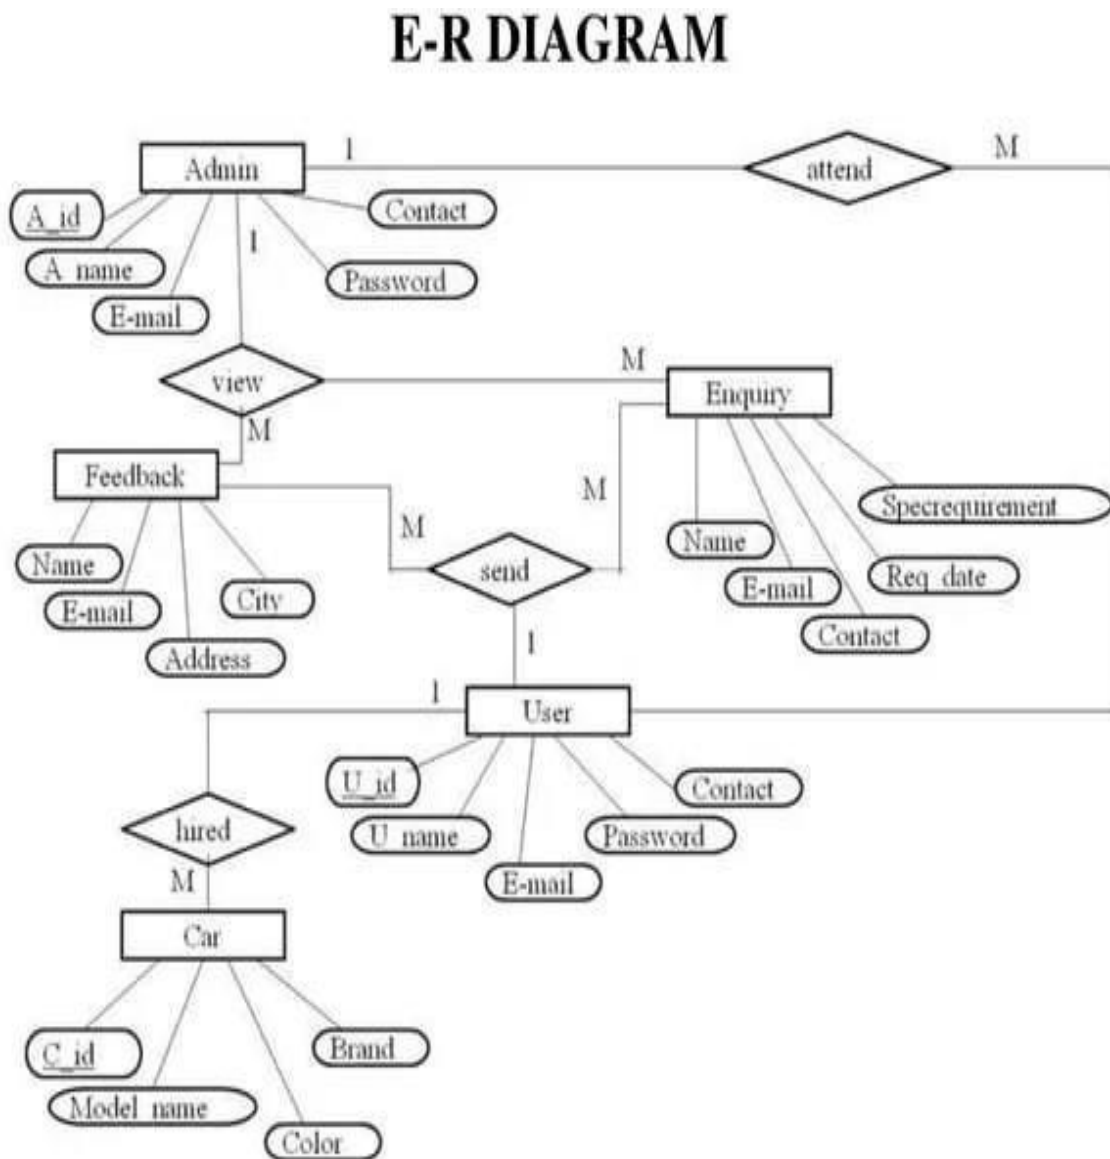 E-R DIAGRAM
Admin
1
attend
M
A_id
Contact
A_name
1
Password
E-mail
view
M
Enquiry
M
Feedback
M
M
Specrequirement
Name
send
Name
Req_date
E-mail
City
E-mail
Contact
Address
1
1
User
U_id
Contact
hired
U_name
Password
M
E-mail
Car
C_id
Brand
Model_name
Color